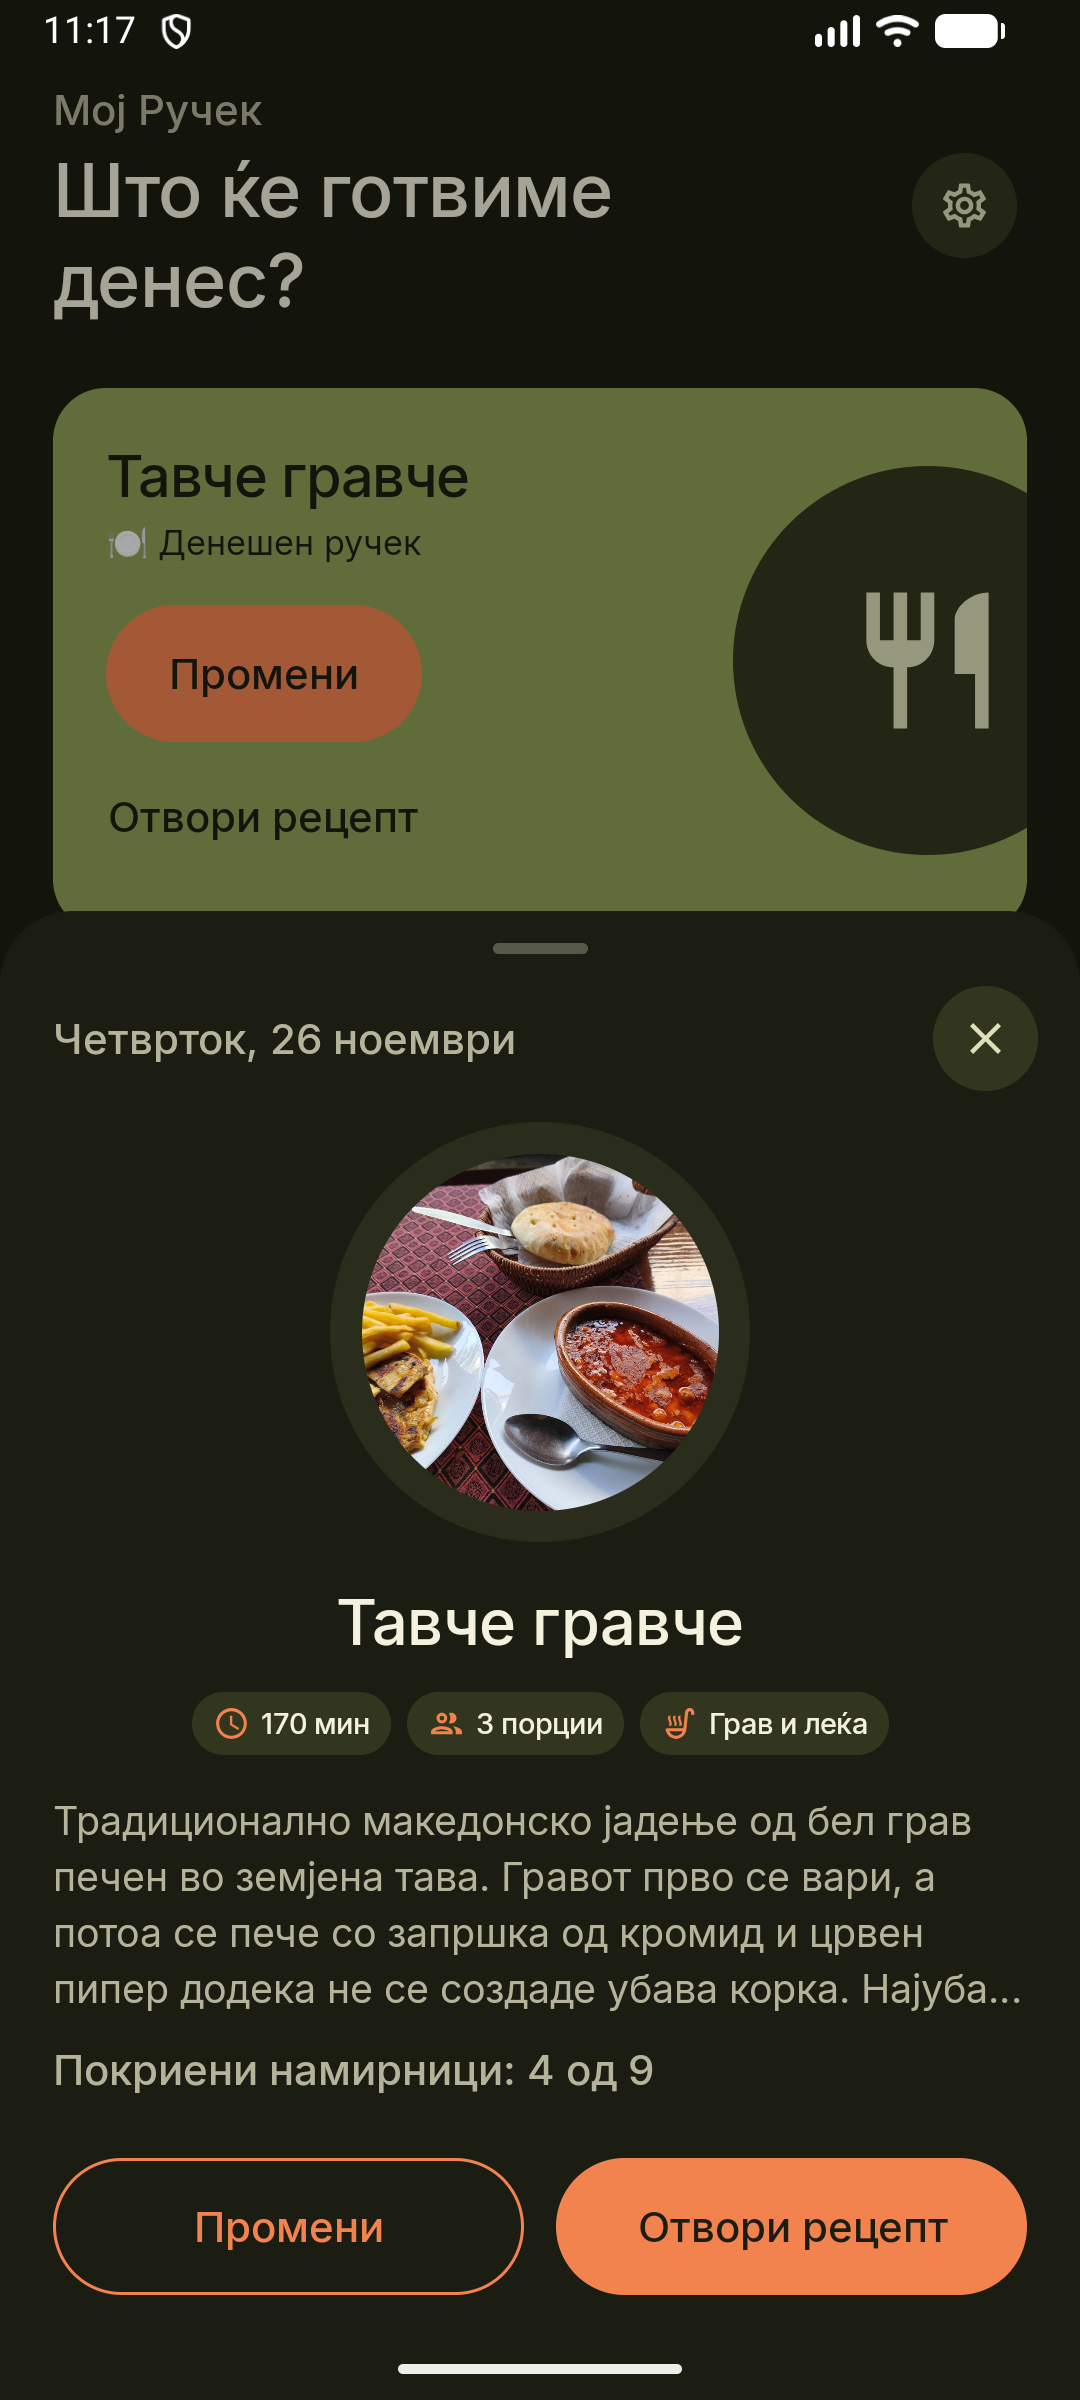 11:17
Мој Ручек
Што ќе готвиме
денес?
Тавче гравче
🍽️ Денешен ручек
Промени
Отвори рецепт
Четврток, 26 ноември
Тавче гравче
170 мин
3 порции
Грав и леќа
Традиционално македонско јадење од бел грав
печен во земјена тава. Гравот прво се вари, а
потоа се пече со запршка од кромид и црвен
пипер додека не се создаде убава корка. Најуба...
Покриени намирници: 4 од 9
Промени
Отвори рецепт